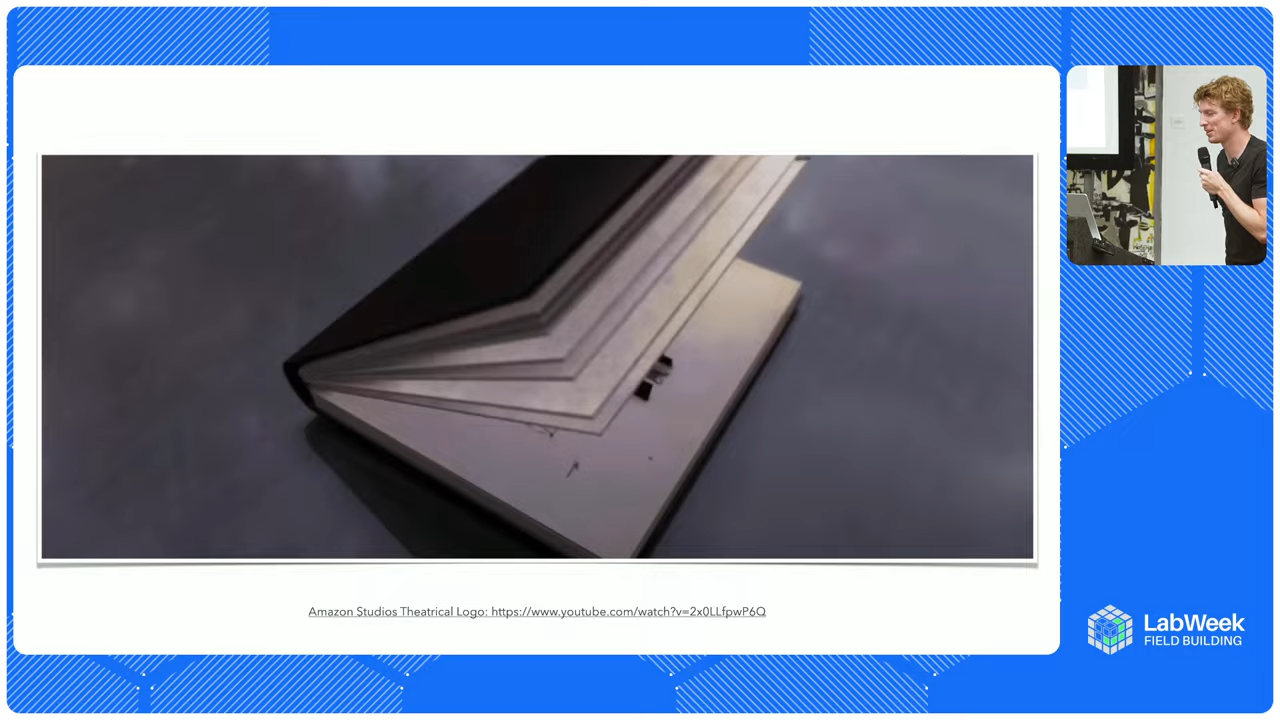 Amazon Studios Theatrical Logo: https://www.youtube.com/watch?v=2x0LLfpwP6Q
LabWeek
FIELD BUILDING